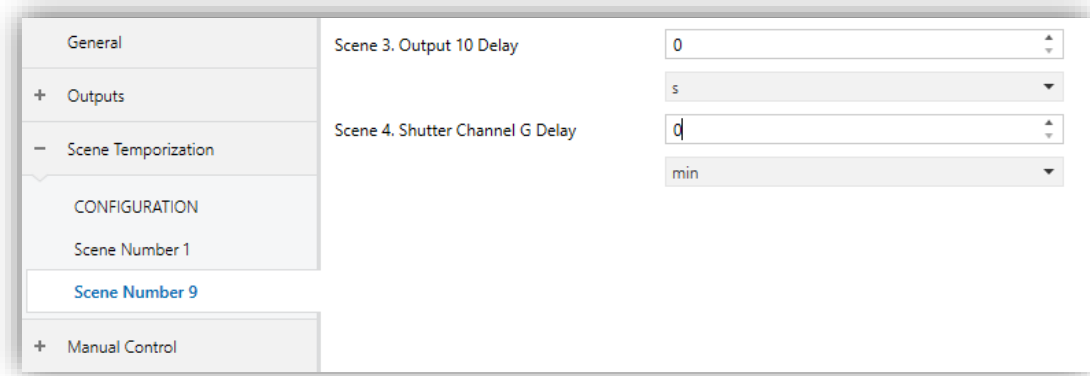 General
+ Outputs
− Scene Temporization
CONFIGURATION
Scene Number 1
Scene Number 9
+ Manual Control
Scene 3. Output 10 Delay
0
s
Scene 4. Shutter Channel G Delay
0
min